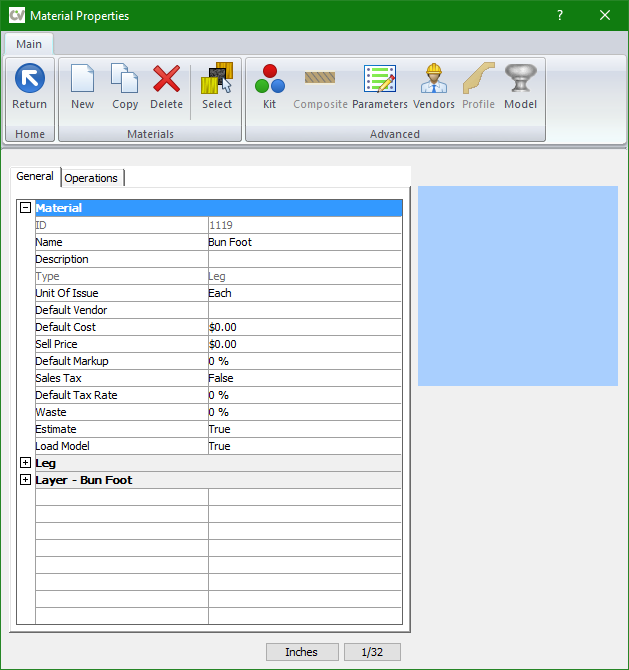 CV Material Properties ? ×
Main
Return New Copy Delete Select Kit Composite Parameters Vendors Profile Model
Home Materials Advanced
General Operations
Material
ID 1119
Name Bun Foot
Description
Type Leg
Unit Of Issue Each
Default Vendor
Default Cost $0.00
Sell Price $0.00
Default Markup 0 %
Sales Tax False
Default Tax Rate 0 %
Waste 0 %
Estimate True
Load Model True
Leg
Layer - Bun Foot
Inches 1/32